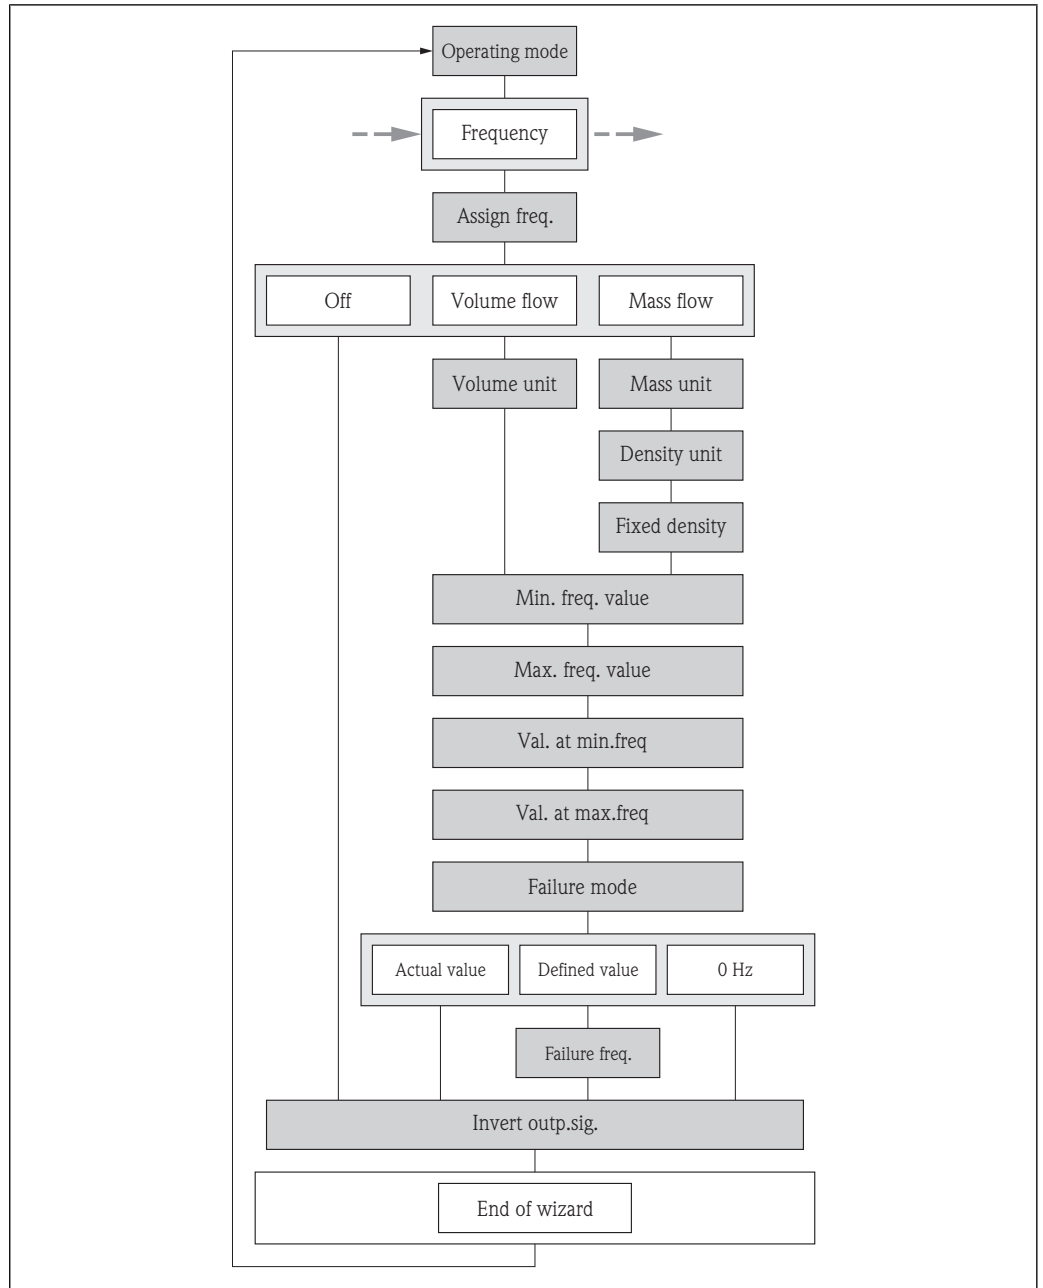 Operating mode
Frequency
Assign freq.
Off
Volume flow
Mass flow
Volume unit
Mass unit
Density unit
Fixed density
Min. freq. value
Max. freq. value
Val. at min.freq
Val. at max.freq
Failure mode
Actual value
Defined value
0 Hz
Failure freq.
Invert outp.sig.
End of wizard